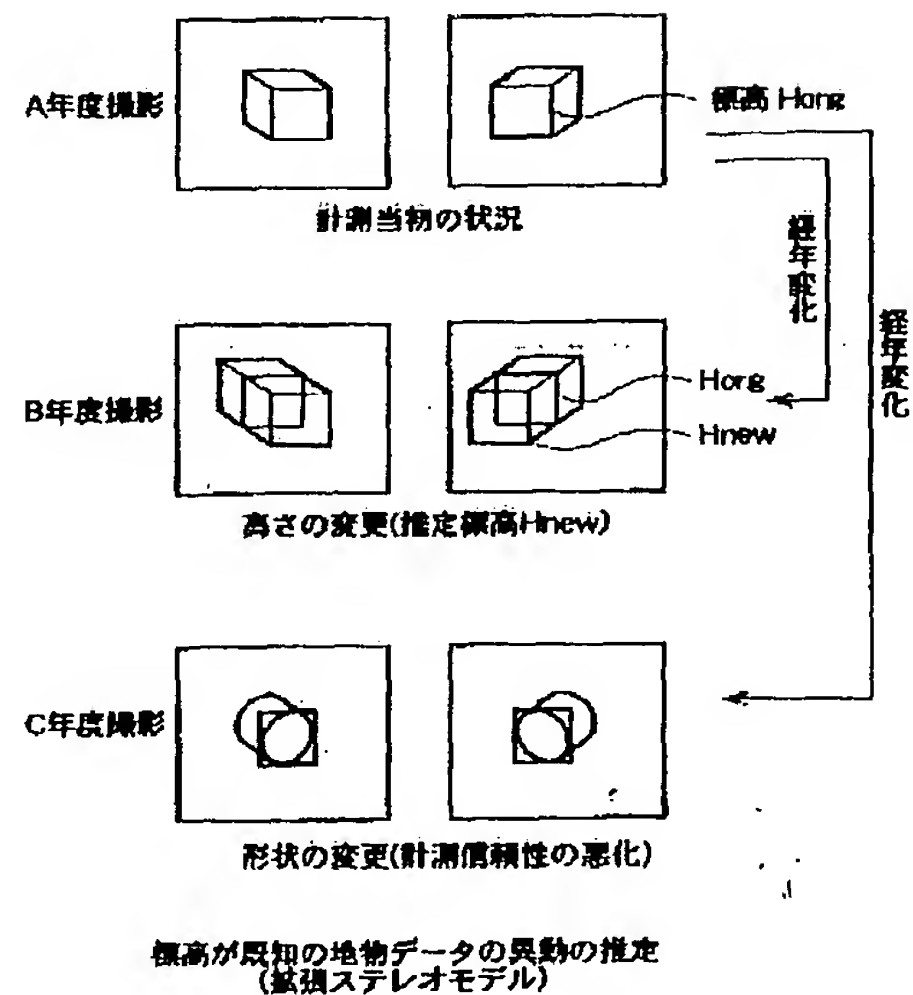 A年度撮影
標高 Horg
計測当初の状況
経年変化
経年変化
B年度撮影
Horg
Hnew
高さの変更(推定標高Hnew)
C年度撮影
形状の変更(計測信頼性の悪化)
標高が既知の地物データの異動の推定
(拡張ステレオモデル)